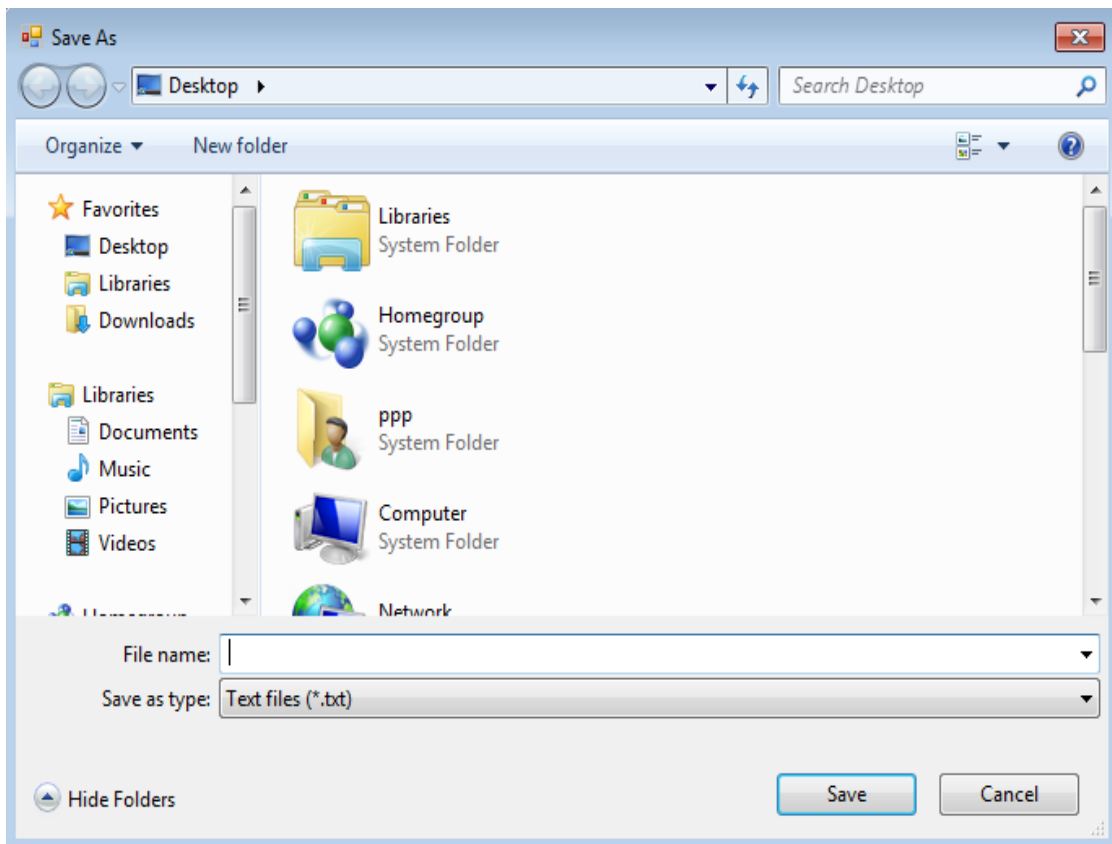 Save As
Desktop
Search Desktop
Organize
New folder
Favorites
Desktop
Libraries
Downloads
Libraries
Documents
Music
Pictures
Videos
Homegroup
Libraries
System Folder
Homegroup
System Folder
ppp
System Folder
Computer
System Folder
Network
File name:
Save as type: Text files (*.txt)
Hide Folders
Save
Cancel